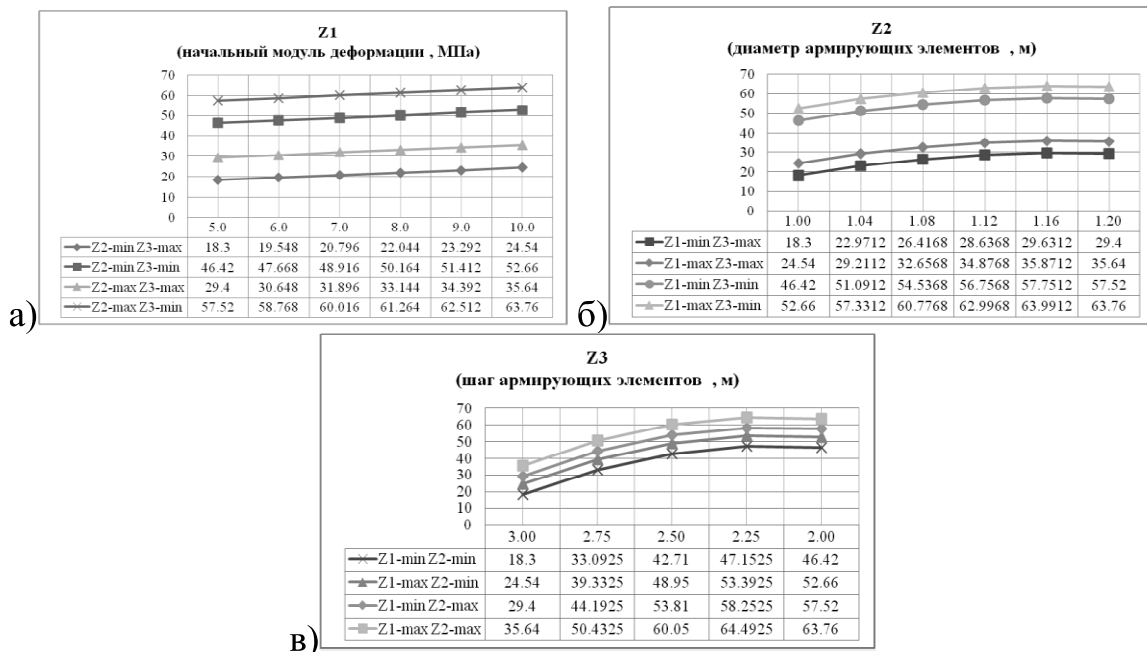 Z1
(начальный модуль деформации , МПа)
70
60
50
40
30
20
10
0
5.0 6.0 7.0 8.0 9.0 10.0
Z2-min Z3-max 18.3 19.548 20.796 22.044 23.292 24.54
Z2-min Z3-min 46.42 47.668 48.916 50.164 51.412 52.66
Z2-max Z3-max 29.4 30.648 31.896 33.144 34.392 35.64
Z2-max Z3-min 57.52 58.768 60.016 61.264 62.512 63.76
а)
Z2
(диаметр армирующих элементов , м)
70
60
50
40
30
20
10
0
1.00 1.04 1.08 1.12 1.16 1.20
Z1-min Z3-max 18.3 22.9712 26.4168 28.6368 29.6312 29.4
Z1-max Z3-max 24.54 29.2112 32.6568 34.8768 35.8712 35.64
Z1-min Z3-min 46.42 51.0912 54.5368 56.7568 57.7512 57.52
Z1-max Z3-min 52.66 57.3312 60.7768 62.9968 63.9912 63.76
б)
Z3
(шаг армирующих элементов , м)
70
60
50
40
30
20
10
0
3.00 2.75 2.50 2.25 2.00
Z1-min Z2-min 18.3 33.0925 42.71 47.1525 46.42
Z1-max Z2-min 24.54 39.3325 48.95 53.3925 52.66
Z1-min Z2-max 29.4 44.1925 53.81 58.2525 57.52
Z1-max Z2-max 35.64 50.4325 60.05 64.4925 63.76
в)